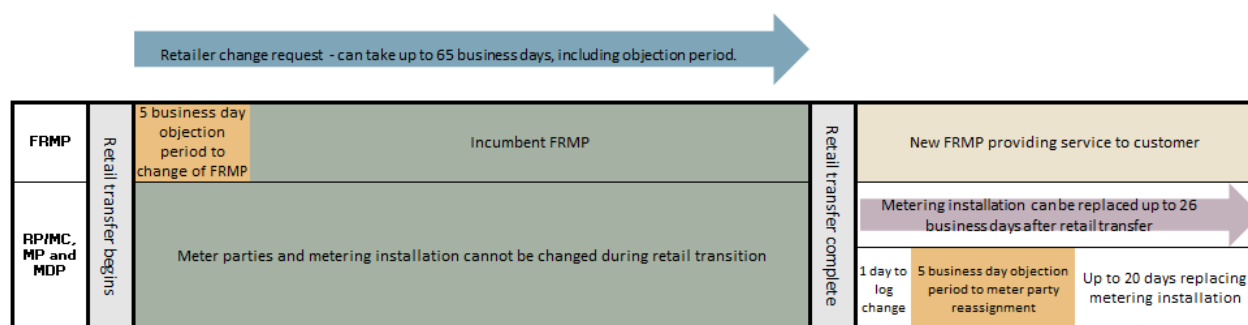 Retailer change request - can take up to 65 business days, including objection period.
FRMP
Retail transfer begins
5 business day
objection
period to
change of FRMP
Incumbent FRMP
Retail transfer complete
New FRMP providing service to customer
RP/MC,
MP and
MDP
Meter parties and metering installation cannot be changed during retail transition
Metering installation can be replaced up to 26
business days after retail transfer
1 day to
log
change
5 business day objection
period to meter party
reassignment
Up to 20 days replacing
metering installation